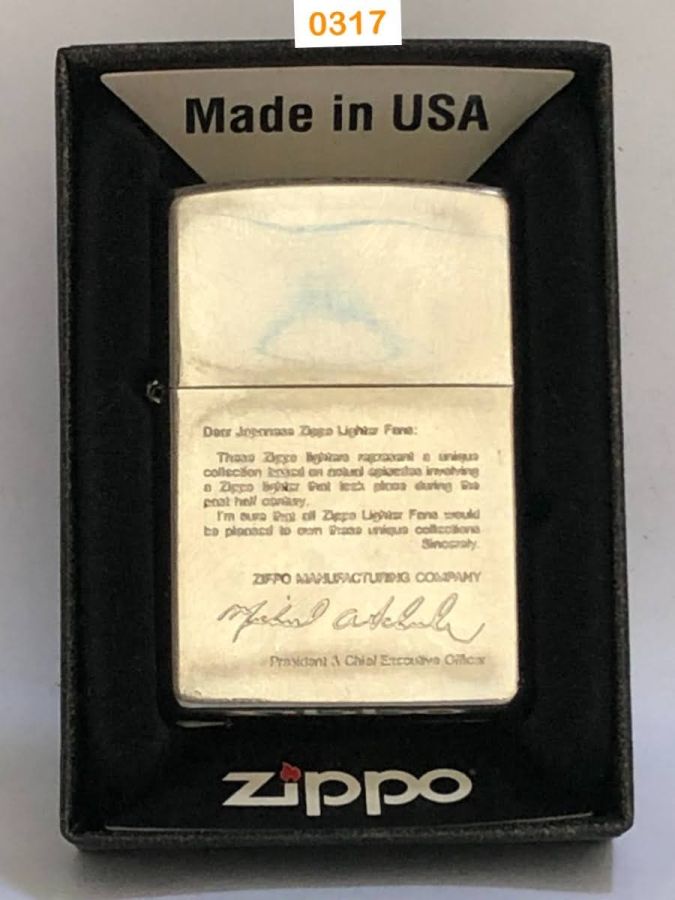 0317
Made in USA
Dear Japanese Zippo Lighter Fans:
These Zippo lighters represent a unique
collection based on actual episodes involving
a Zippo lighter that took place during the
past half century.
I'm sure that all Zippo Lighter Fans would
be pleased to own these unique collections
Sincerely.
ZIPPO MANUFACTURING COMPANY
Michael A. Schuler
President & Chief Executive Officer
zippo